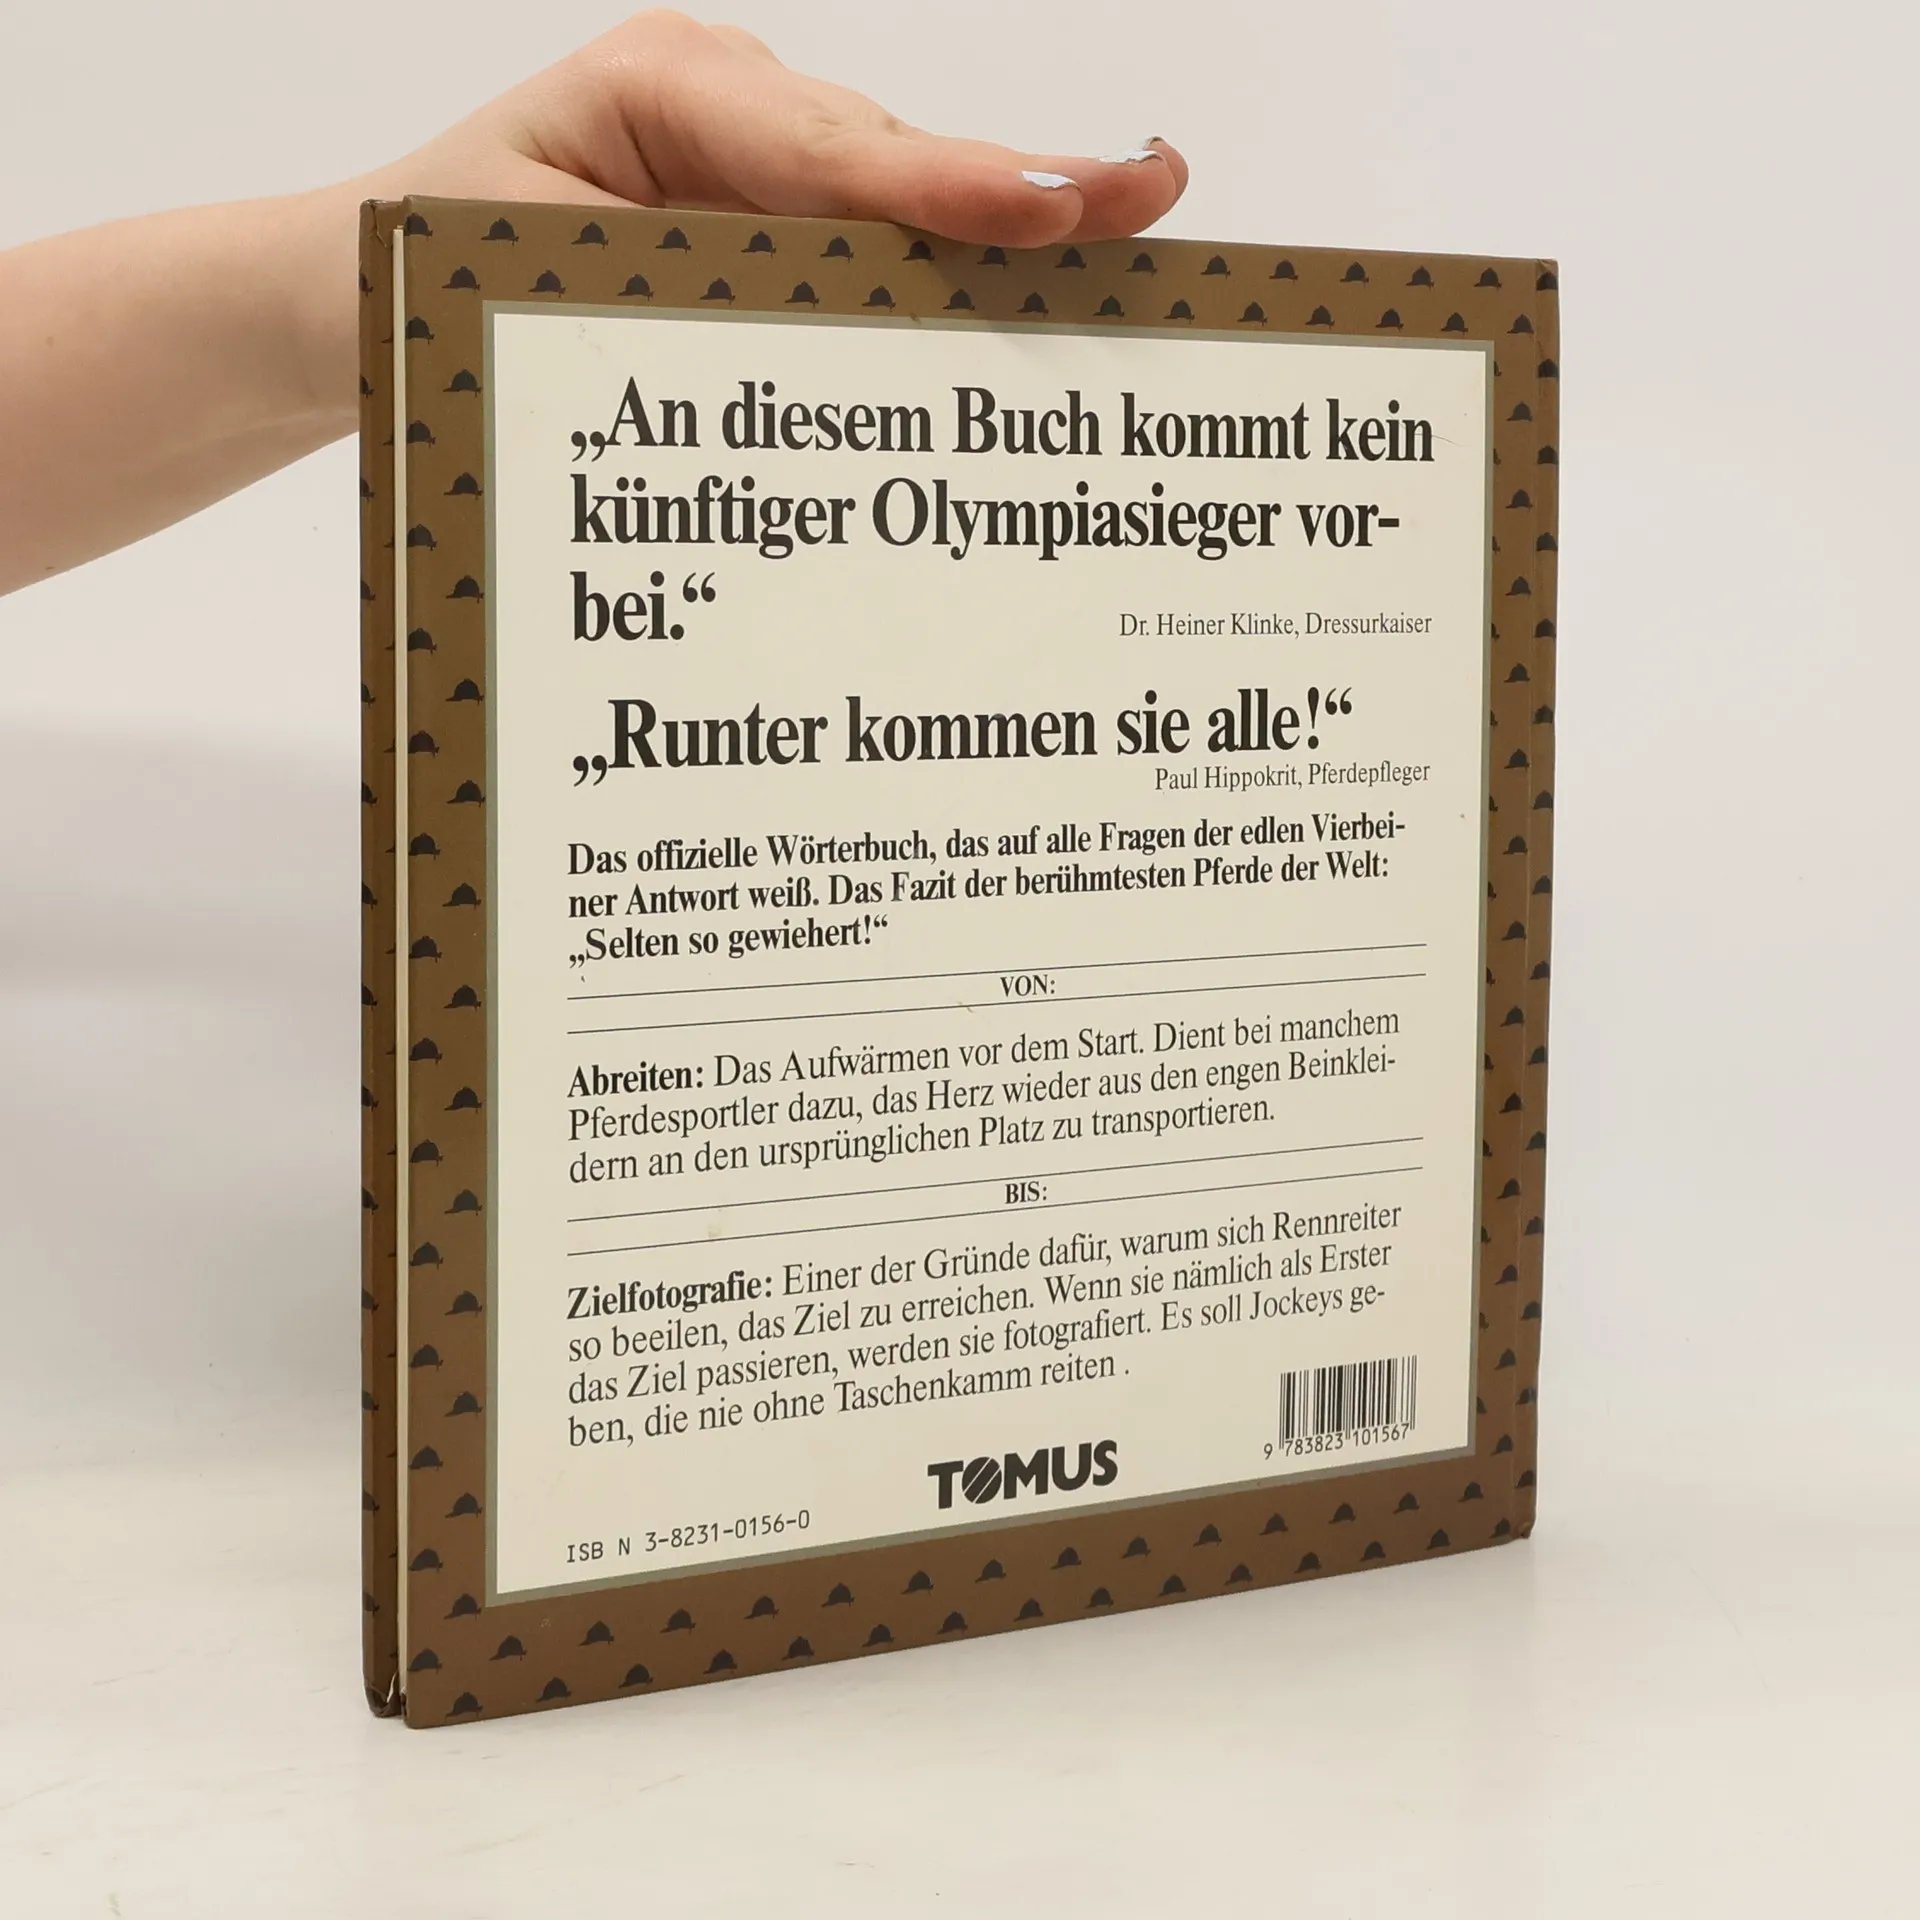 „An diesem Buch kommt kein
künftiger Olympiasieger vor-
bei.“
Dr. Heiner Klinke, Dressurkaiser
„Runter kommen sie alle!“
Paul Hippokrit, Pferdepfleger
Das offizielle Wörterbuch, das auf alle Fragen der edlen Vierbei-
ner Antwort weiß. Das Fazit der berühmtesten Pferde der Welt:
„Selten so gewiehert!“
VON:
Abreiten: Das Aufwärmen vor dem Start. Dient bei manchem
Pferdesportler dazu, das Herz wieder aus den engen Beinklei-
dern an den ursprünglichen Platz zu transportieren.
BIS:
Zielfotografie: Einer der Gründe dafür, warum sich Rennreiter
so beeilen, das Ziel zu erreichen. Wenn sie nämlich als Erster
das Ziel passieren, werden sie fotografiert. Es soll Jockeys ge-
ben, die nie ohne Taschenkamm reiten .
9 783823 101567
TOMUS
ISB N 3-8231-0156-0